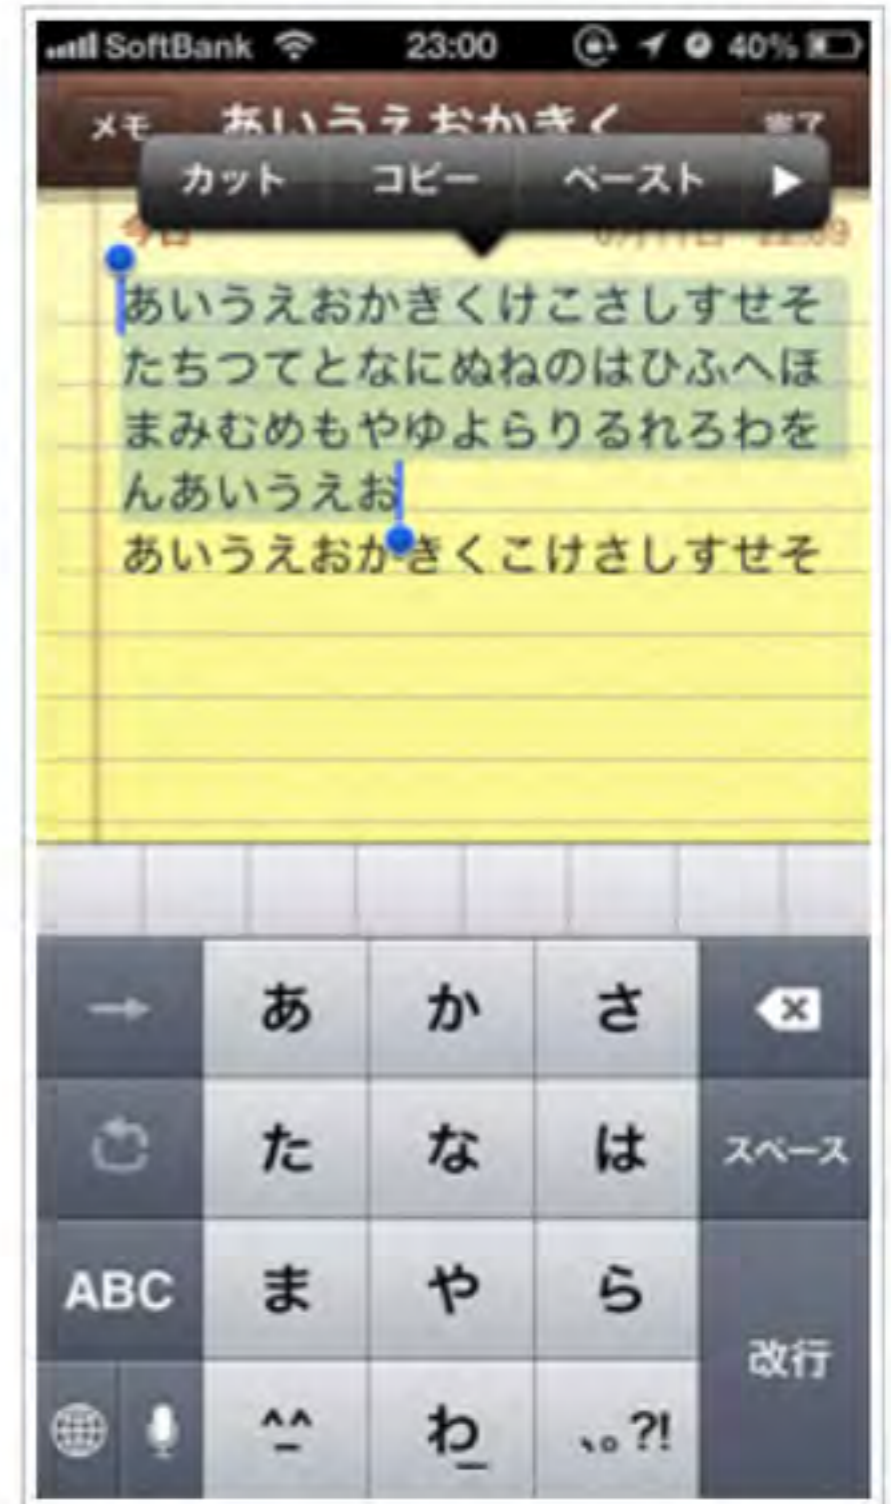 SoftBank 23:00 40%
メモ あいうえおかきく 完了
カット コピー ペースト ▶
今日
あいうえおかきくけこさしすせそ
たちつてとなにぬねのはひふへほ
まみむめもやゆよらりるれろわを
んあいうえお
あいうえおかきくこけさしすせそ
→ あ か さ
た な は スペース
ABC ま や ら
改行
^_^ わ_ 、。?!